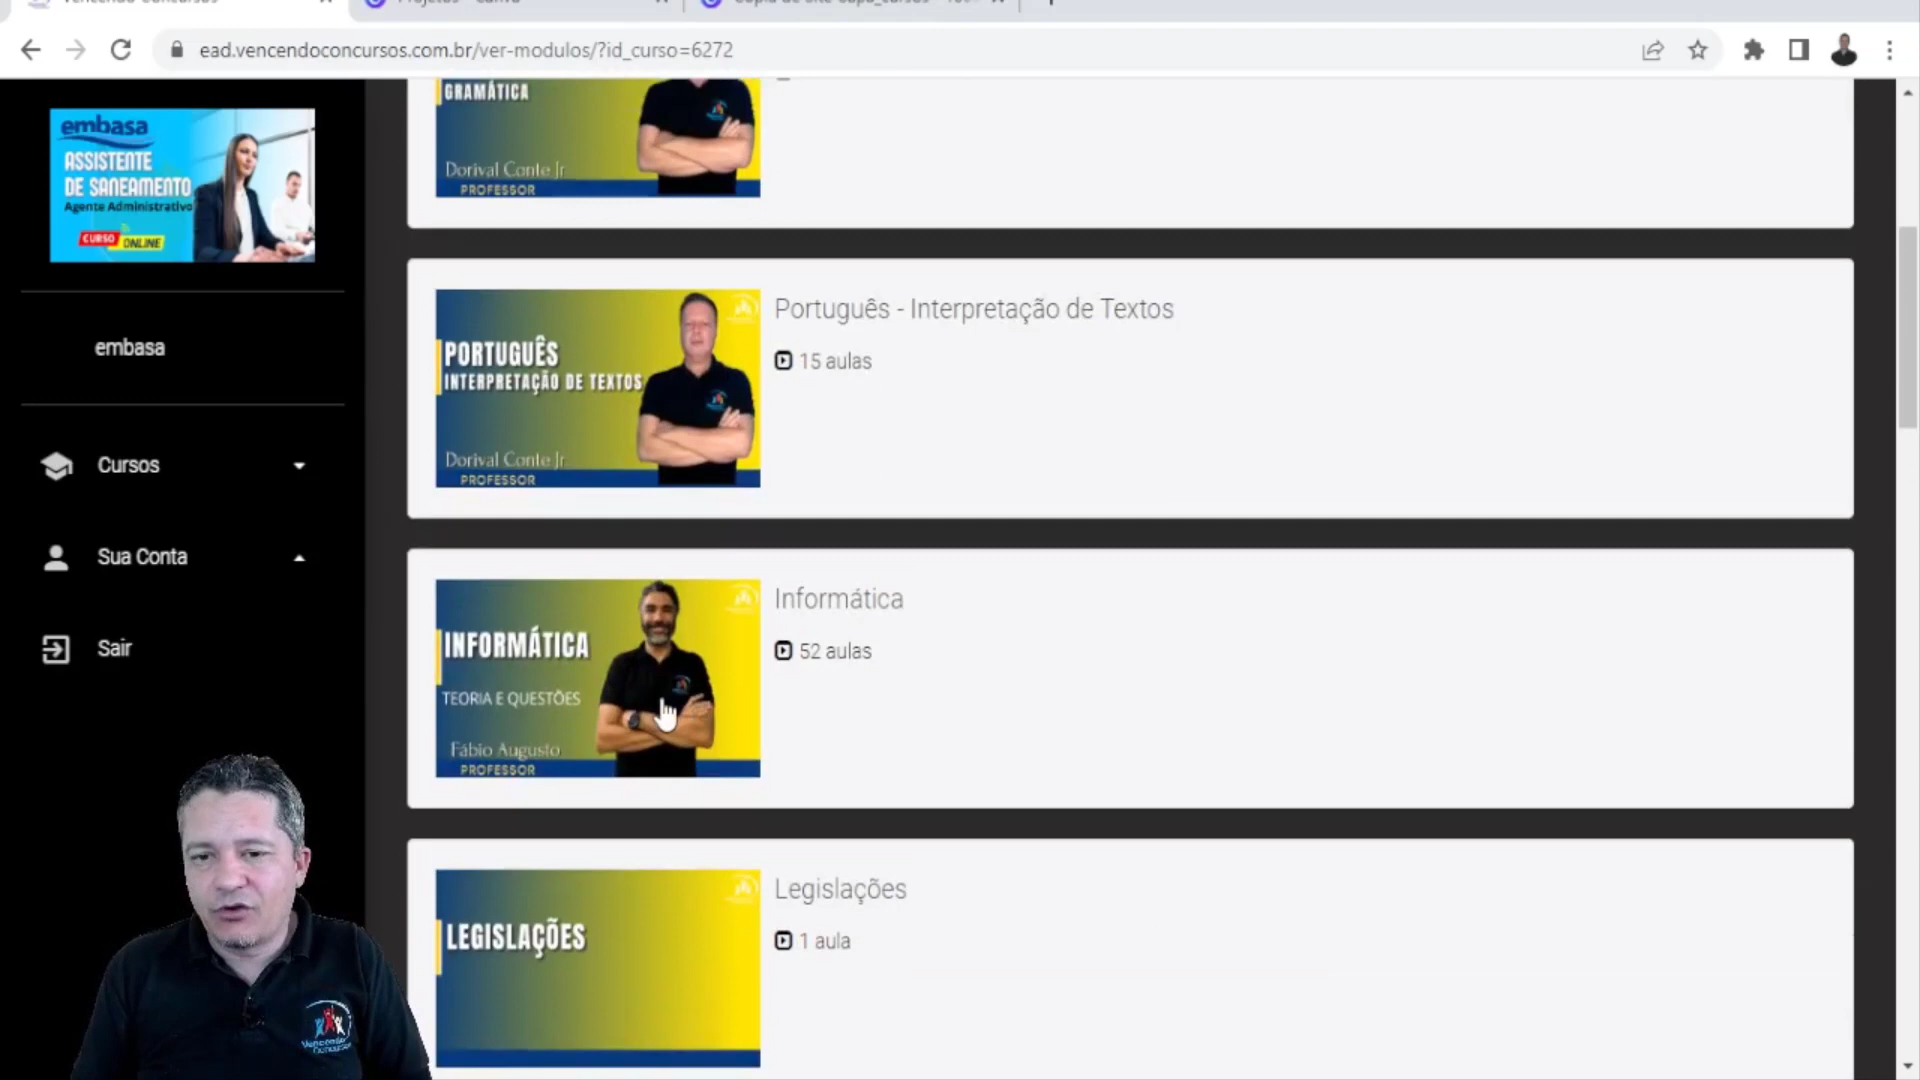 ead.vencendoconcursos.com.br/ver-modulos/?id_curso=6272
embasa
ASSISTENTE
DE SANEAMENTO
Agente Administrativo
CURSO
ONLINE
embasa
Cursos
Sua Conta
Sair
GRAMÁTICA
Dorival Conte Jr
PROFESSOR
PORTUGUÊS
INTERPRETAÇÃO DE TEXTOS
Dorival Conte Jr
PROFESSOR
Português - Interpretação de Textos
15 aulas
INFORMÁTICA
TEORIA E QUESTÕES
Fábio Augusto
PROFESSOR
Informática
52 aulas
LEGISLAÇÕES
Legislações
1 aula
Vencendo
Concursos